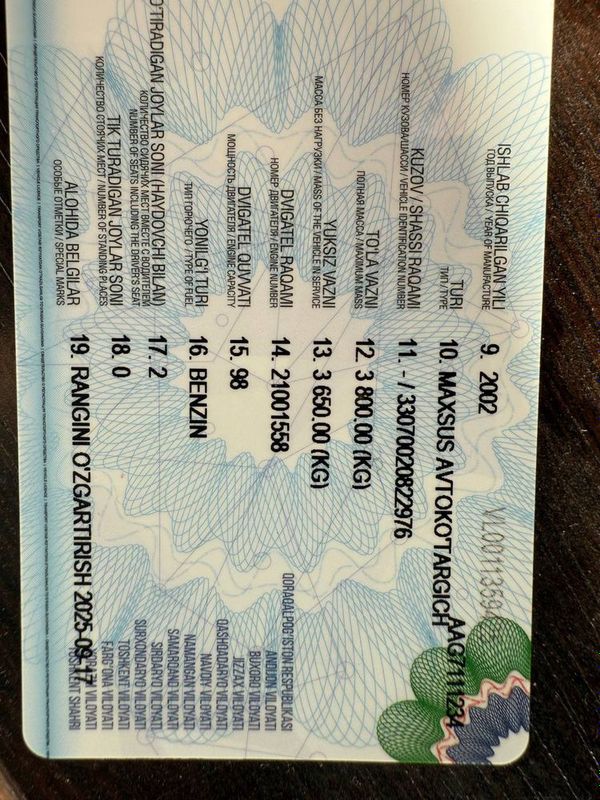 ISHLAB CHIQARILGAN YILI
ГОД ВЫПУСКА / YEAR OF MANUFACTURE
9. 2002
TURI
ТИП / TYPE
10. MAXSUS AVTOKO'TARGICH
KUZOV / SHASSI RAQAMI
НОМЕР КУЗОВА/ШАССИ / VEHICLE IDENTIFICATION NUMBER
11. - / 33070020822976
TO'LA VAZNI
ПОЛНАЯ МАССА / MAXIMUM MASS
12. 3 800.00 (KG)
YUKSIZ VAZNI
МАССА БЕЗ НАГРУЗКИ / MASS OF THE VEHICLE IN SERVICE
13. 3 650.00 (KG)
DVIGATEL RAQAMI
НОМЕР ДВИГАТЕЛЯ / ENGINE NUMBER
14. 21001558
DVIGATEL QUVVATI
МОЩНОСТЬ ДВИГАТЕЛЯ / ENGINE CAPACITY
15. 98
YONILG'I TURI
ТИП ГОРЮЧЕГО / TYPE OF FUEL
16. BENZIN
O'TIRADIGAN JOYLAR SONI (HAYDOVCHI BILAN)
КОЛИЧЕСТВО СИДЯЧИХ МЕСТ ВМЕСТЕ С ВОДИТЕЛЕМ
NUMBER OF SEATS INCLUDING THE DRIVER'S SEAT
17. 2
TIK TURADIGAN JOYLAR SONI
КОЛИЧЕСТВО СТОЯЧИХ МЕСТ / NUMBER OF STANDING PLACES
18. 0
ALOHIDA BELGILAR
ОСОБЫЕ ОТМЕТКИ / SPECIAL MARKS
19. RANGINI O'ZGARTIRISH 2025-09-17
AAG7111234
QORAQALPOG'ISTON RESPUBLIKASI
ANDIJON VILOYATI
BUXORO VILOYATI
JIZZAX VILOYATI
QASHQADARYO VILOYATI
NAVOIY VILOYATI
NAMANGAN VILOYATI
SAMARQAND VILOYATI
SIRDARYO VILOYATI
SURXONDARYO VILOYATI
TOSHKENT VILOYATI
FARG'ONA VILOYATI
VILOYATI
SHAHRI